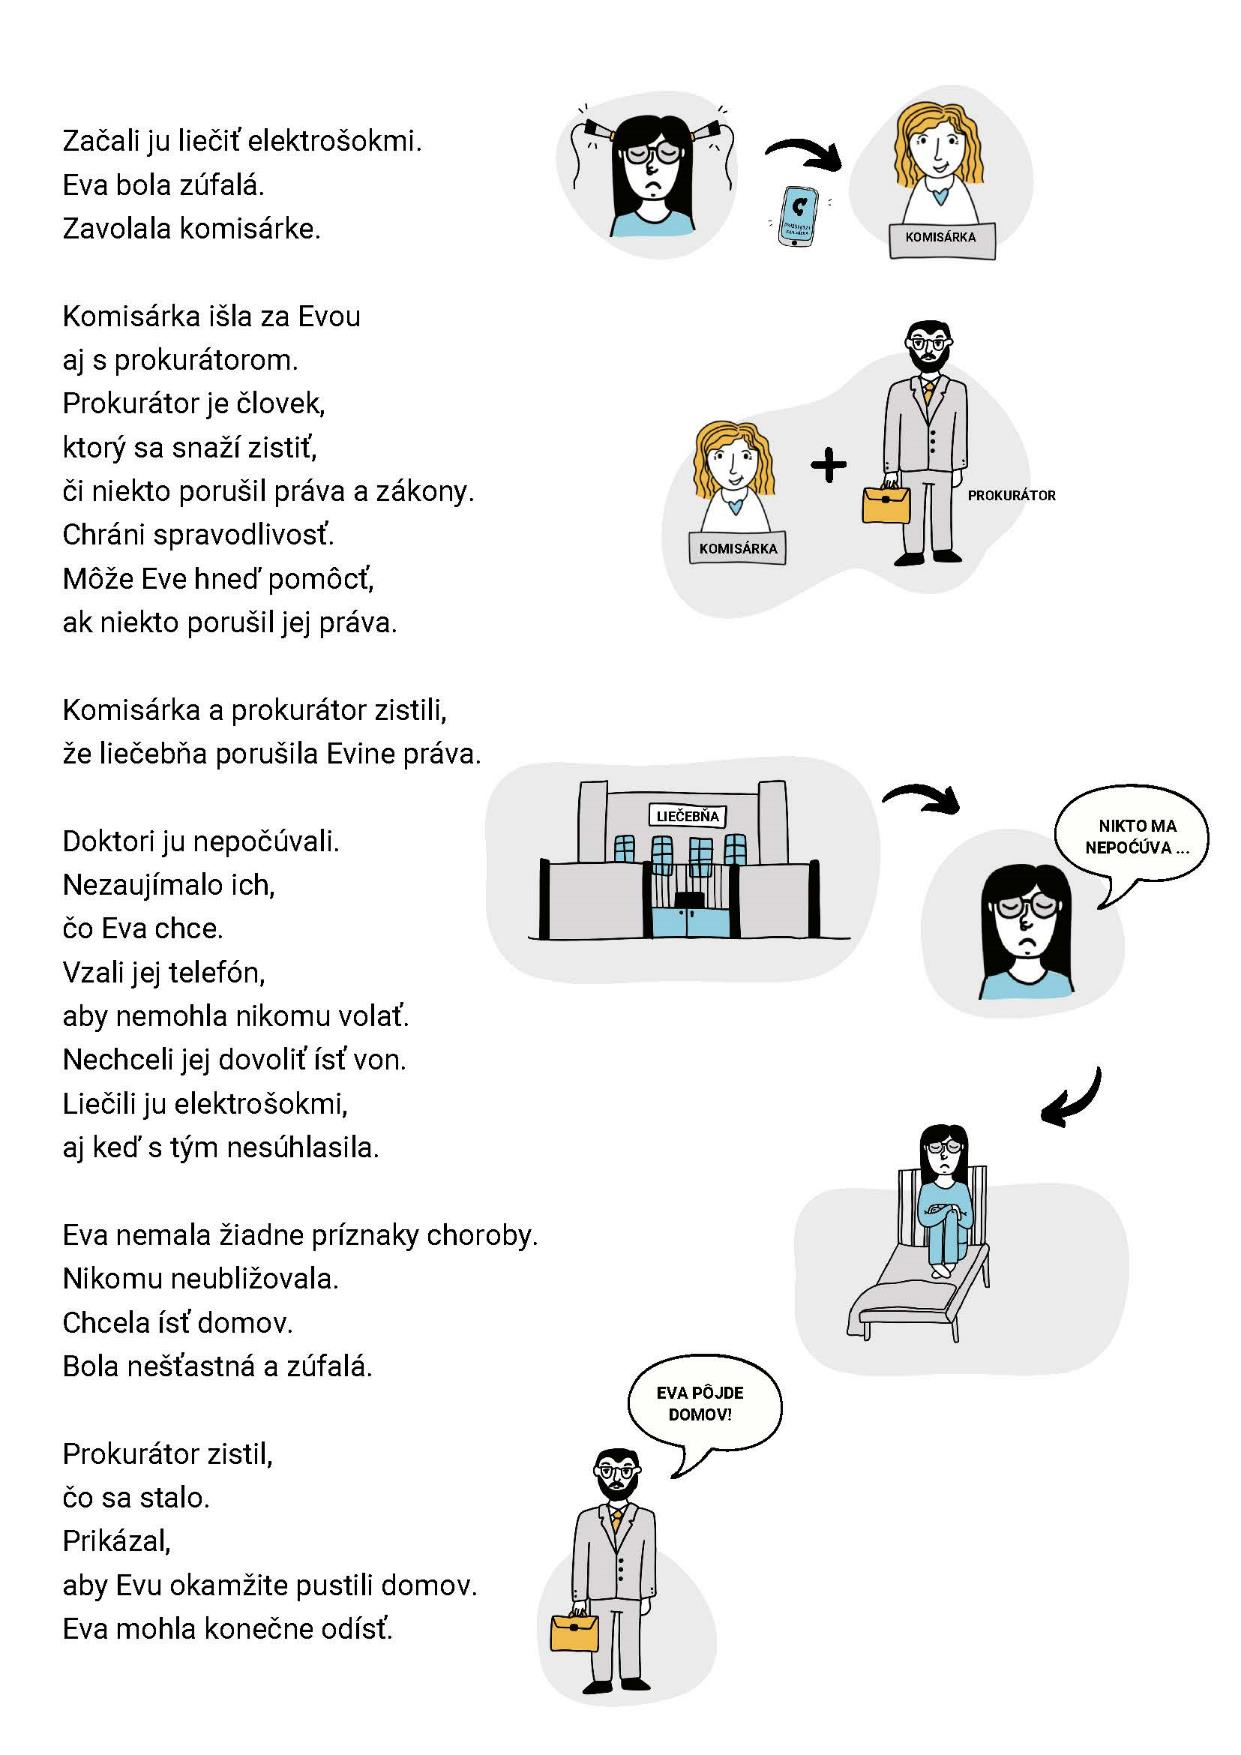 Začali ju liečiť elektrošokmi.
Eva bola zúfalá.
Zavolala komisárke.
KOMISÁRKA
Komisárka išla za Evou
aj s prokurátorom.
Prokurátor je človek,
ktorý sa snaží zistiť,
či niekto porušil práva a zákony.
Chráni spravodlivosť.
Môže Eve hneď pomôcť,
ak niekto porušil jej práva.
KOMISÁRKA
PROKURÁTOR
Komisárka a prokurátor zistili,
že liečebňa porušila Evine práva.
LIEČEBŇA
NIKTO MA
NEPOĆÚVA ...
Doktori ju nepočúvali.
Nezaujímalo ich,
čo Eva chce.
Vzali jej telefón,
aby nemohla nikomu volať.
Nechceli jej dovoliť ísť von.
Liečili ju elektrošokmi,
aj keď s tým nesúhlasila.
Eva nemala žiadne príznaky choroby.
Nikomu neubližovala.
Chcela ísť domov.
Bola nešťastná a zúfalá.
EVA PÔJDE
DOMOV!
Prokurátor zistil,
čo sa stalo.
Prikázal,
aby Evu okamžite pustili domov.
Eva mohla konečne odísť.